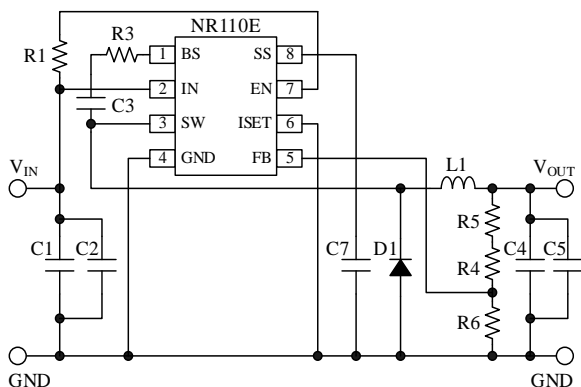 NR110E
R1
R3
1 BS SS 8
2 IN EN 7
C3
3 SW ISET 6
4 GND FB 5
VIN
L1
VOUT
R5
C1 C2 C7 D1 R4 C4 C5
R6
GND GND